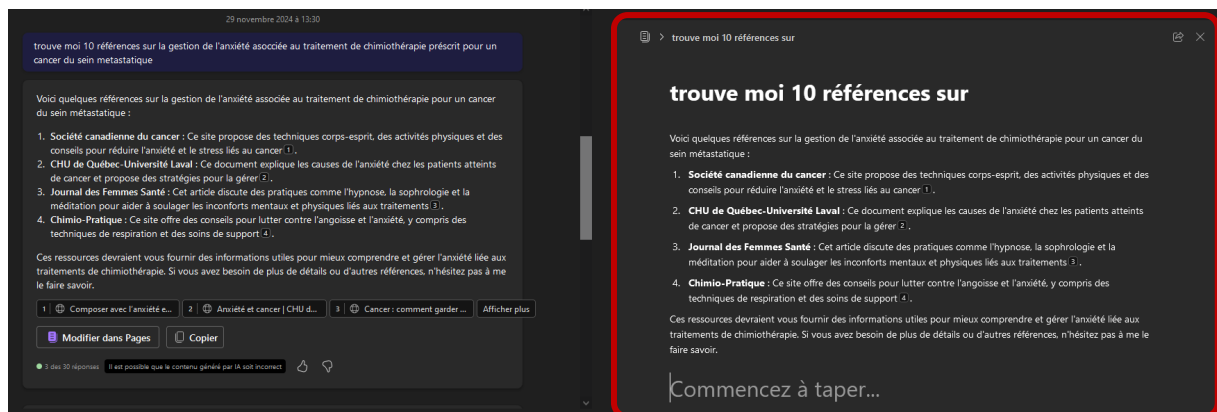 29 novembre 2024 à 13:30
trouve moi 10 références sur la gestion de l'anxiété asocciée au traitement de chimiothérapie préscrit pour un
cancer du sein metastatique
Voici quelques références sur la gestion de l'anxiété associée au traitement de chimiothérapie pour un cancer
du sein métastatique :
1. Société canadienne du cancer : Ce site propose des techniques corps-esprit, des activités physiques et des
conseils pour réduire l'anxiété et le stress liés au cancer 1 .
2. CHU de Québec-Université Laval : Ce document explique les causes de l'anxiété chez les patients atteints
de cancer et propose des stratégies pour la gérer 2 .
3. Journal des Femmes Santé : Cet article discute des pratiques comme l'hypnose, la sophrologie et la
méditation pour aider à soulager les inconforts mentaux et physiques liés aux traitements 3 .
4. Chimio-Pratique : Ce site offre des conseils pour lutter contre l'angoisse et l'anxiété, y compris des
techniques de respiration et des soins de support 4 .
Ces ressources devraient vous fournir des informations utiles pour mieux comprendre et gérer l'anxiété liée aux
traitements de chimiothérapie. Si vous avez besoin de plus de détails ou d'autres références, n'hésitez pas à me
le faire savoir.
1 Composer avec l'anxiété e... 2 Anxiété et cancer | CHU d... 3 Cancer : comment garder ... Afficher plus
Modifier dans Pages Copier
3 des 30 réponses Il est possible que le contenu généré par IA soit incorrect
> trouve moi 10 références sur
trouve moi 10 références sur
Voici quelques références sur la gestion de l'anxiété associée au traitement de chimiothérapie pour un cancer du
sein métastatique :
1. Société canadienne du cancer : Ce site propose des techniques corps-esprit, des activités physiques et des
conseils pour réduire l'anxiété et le stress liés au cancer 1 .
2. CHU de Québec-Université Laval : Ce document explique les causes de l'anxiété chez les patients atteints
de cancer et propose des stratégies pour la gérer 2 .
3. Journal des Femmes Santé : Cet article discute des pratiques comme l'hypnose, la sophrologie et la
méditation pour aider à soulager les inconforts mentaux et physiques liés aux traitements 3 .
4. Chimio-Pratique : Ce site offre des conseils pour lutter contre l'angoisse et l'anxiété, y compris des
techniques de respiration et des soins de support 4 .
Ces ressources devraient vous fournir des informations utiles pour mieux comprendre et gérer l'anxiété liée aux
traitements de chimiothérapie. Si vous avez besoin de plus de détails ou d'autres références, n'hésitez pas à me le
faire savoir.
Commencez à taper...